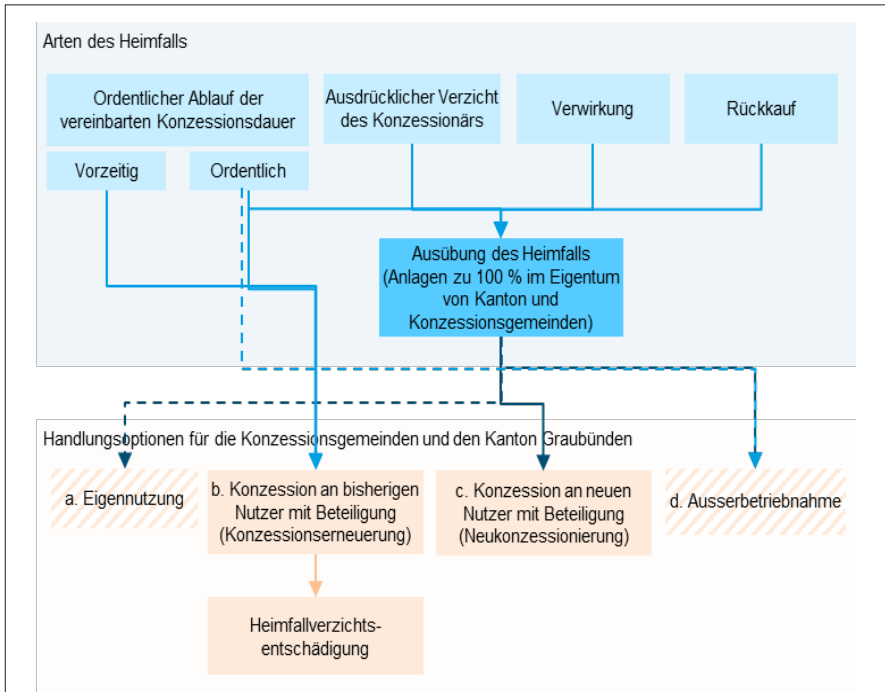 Arten des Heimfalls
Ordentlicher Ablauf der
vereinbarten Konzessionsdauer
Ausdrücklicher Verzicht
des Konzessionärs
Verwirkung
Rückkauf
Vorzeitig
Ordentlich
Ausübung des Heimfalls
(Anlagen zu 100 % im Eigentum
von Kanton und
Konzessionsgemeinden)
Handlungsoptionen für die Konzessionsgemeinden und den Kanton Graubünden
a. Eigennutzung
b. Konzession an bisherigen
Nutzer mit Beteiligung
(Konzessionserneuerung)
c. Konzession an neuen
Nutzer mit Beteiligung
(Neukonzessionierung)
d. Ausserbetriebnahme
Heimfallverzichts-
entschädigung